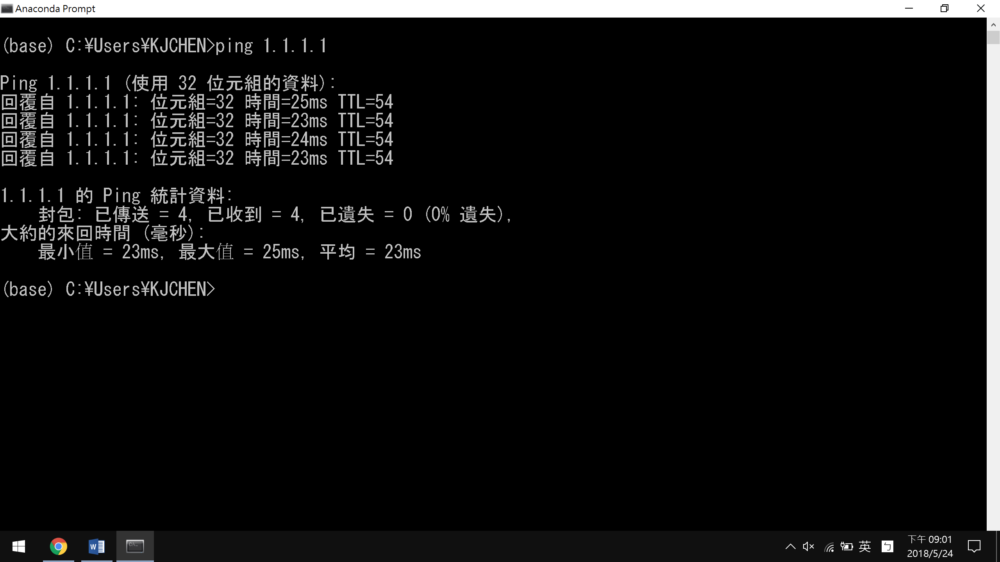 Anaconda Prompt
(base) C:¥Users¥KJCHEN>ping 1.1.1.1
Ping 1.1.1.1 (使用 32 位元組的資料):
回覆自 1.1.1.1: 位元組=32 時間=25ms TTL=54
回覆自 1.1.1.1: 位元組=32 時間=23ms TTL=54
回覆自 1.1.1.1: 位元組=32 時間=24ms TTL=54
回覆自 1.1.1.1: 位元組=32 時間=23ms TTL=54
1.1.1.1 的 Ping 統計資料:
封包: 已傳送 = 4, 已收到 = 4, 已遺失 = 0 (0% 遺失),
大約的來回時間 (毫秒):
最小值 = 23ms, 最大值 = 25ms, 平均 = 23ms
(base) C:¥Users¥KJCHEN>
英 ㄅ
下午 09:01
2018/5/24